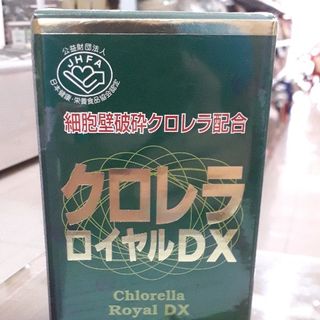 公益財団法人
JHFA
日本健康・栄養食品協会認定
細胞壁破砕クロレラ配合
クロレラ
ロイヤルDX
Chlorella
Royal DX